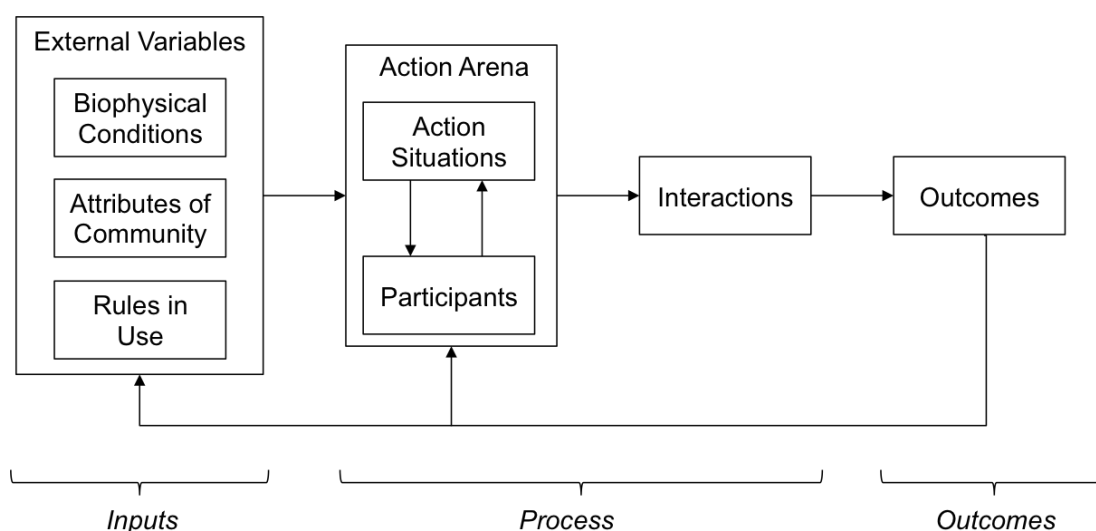 External Variables
Biophysical
Conditions
Attributes of
Community
Rules in
Use
Action Arena
Action
Situations
Participants
Interactions
Outcomes
Inputs
Process
Outcomes